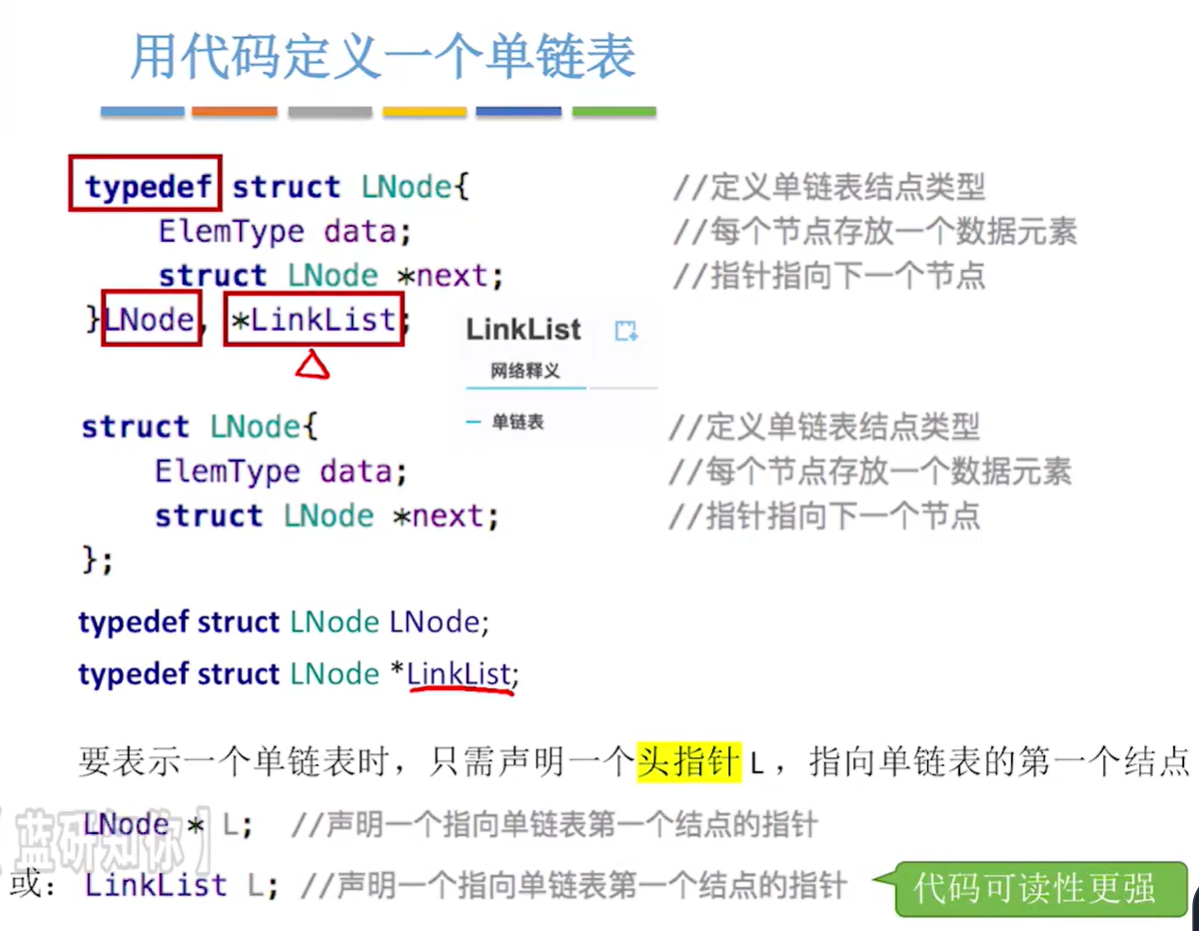 用代码定义一个单链表
typedef struct LNode{ //定义单链表结点类型
ElemType data; //每个节点存放一个数据元素
struct LNode *next; //指针指向下一个节点
}LNode, *LinkList;
LinkList
网络释义
单链表
struct LNode{ //定义单链表结点类型
ElemType data; //每个节点存放一个数据元素
struct LNode *next; //指针指向下一个节点
};
typedef struct LNode LNode;
typedef struct LNode *LinkList;
要表示一个单链表时，只需声明一个头指针 L ，指向单链表的第一个结点
LNode * L; //声明一个指向单链表第一个结点的指针
【蓝研知你】
或： LinkList L; //声明一个指向单链表第一个结点的指针
代码可读性更强